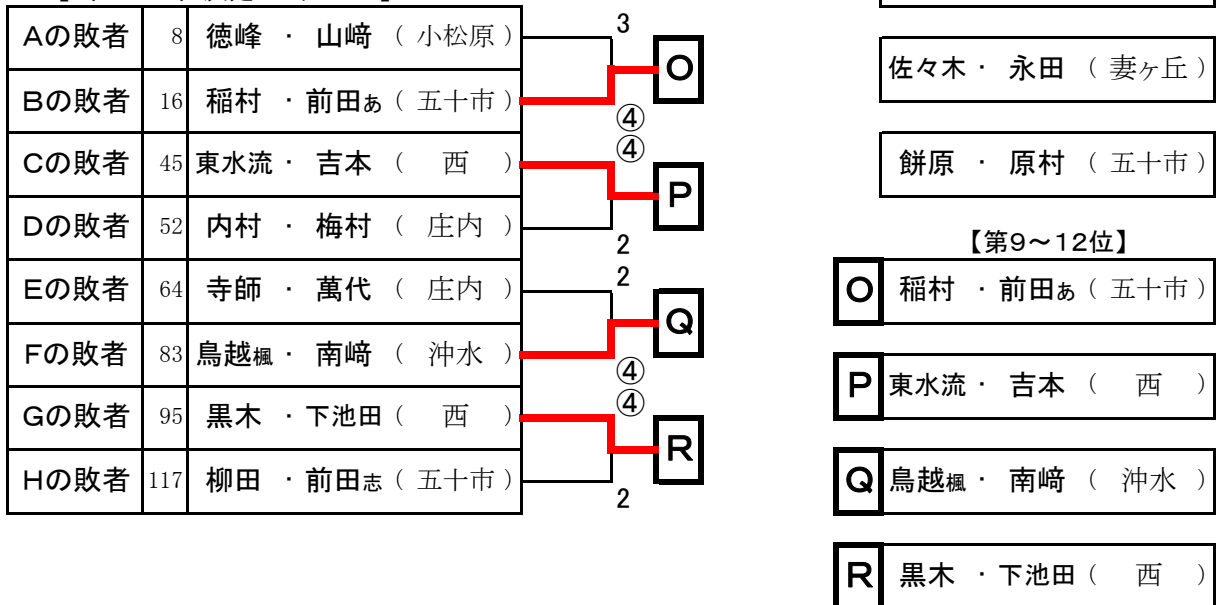 Aの敗者 8 徳峰 ・ 山﨑 （ 小松原 ）
3
O
Bの敗者 16 稲村 ・ 前田ぁ （ 五十市 ）
④
Cの敗者 45 東水流 ・ 吉本 （ 西 ）
④
P
Dの敗者 52 内村 ・ 梅村 （ 庄内 ）
2
Eの敗者 64 寺師 ・ 萬代 （ 庄内 ）
2
Q
Fの敗者 83 鳥越楓 ・ 南﨑 （ 沖水 ）
④
Gの敗者 95 黒木 ・ 下池田 （ 西 ）
④
R
Hの敗者 117 柳田 ・ 前田志 （ 五十市 ）
2
佐々木 ・ 永田 （ 妻ヶ丘 ）
餅原 ・ 原村 （ 五十市 ）
【第9～12位】
O 稲村 ・ 前田ぁ （ 五十市 ）
P 東水流 ・ 吉本 （ 西 ）
Q 鳥越楓 ・ 南﨑 （ 沖水 ）
R 黒木 ・ 下池田 （ 西 ）